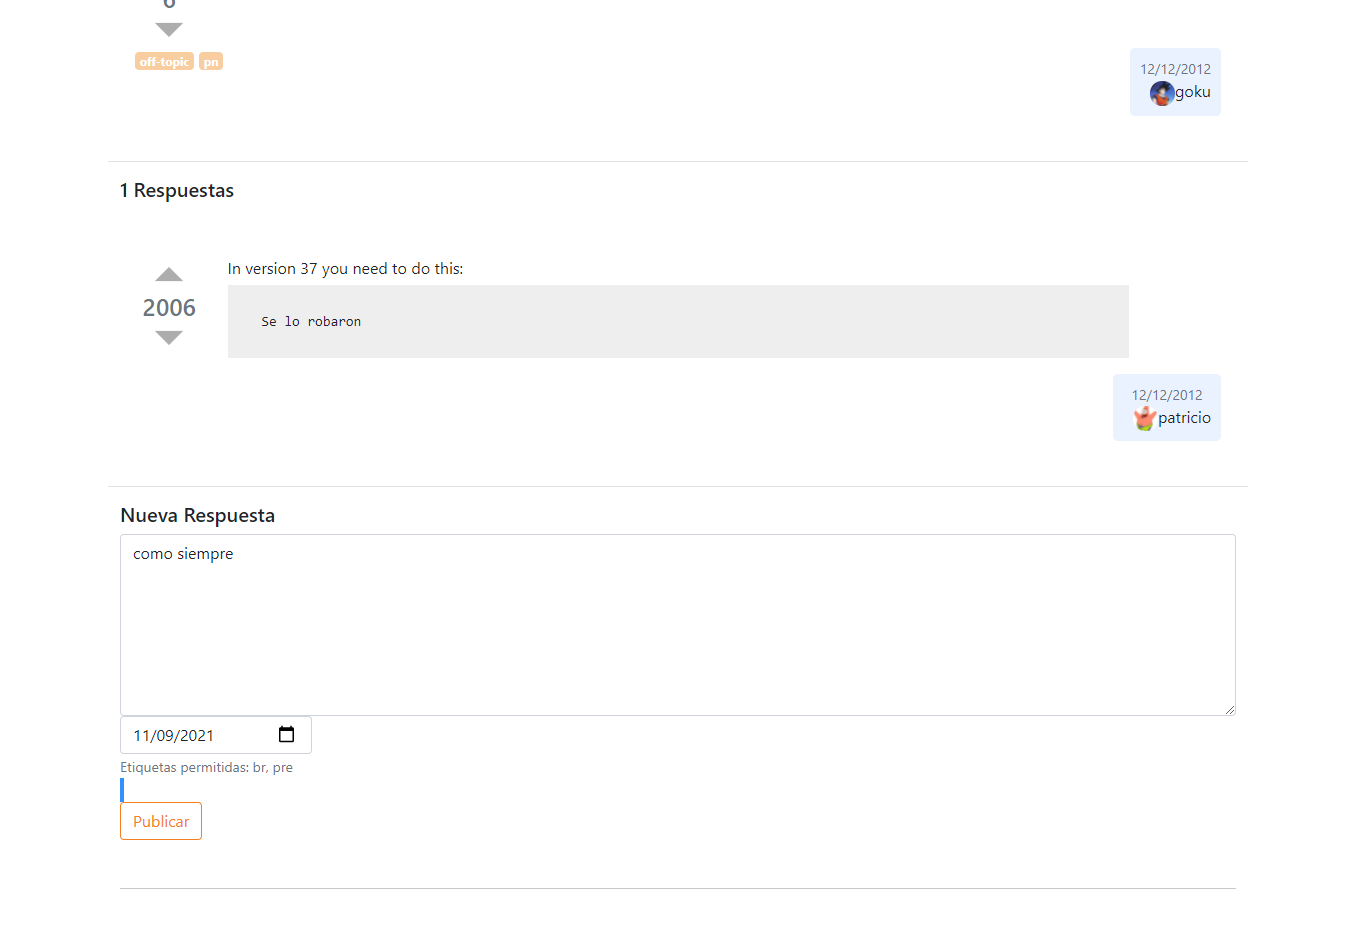 6
off-topic pn
12/12/2012
goku
1 Respuestas
In version 37 you need to do this:
2006
Se lo robaron
12/12/2012
patricio
Nueva Respuesta
como siempre
11/09/2021
Etiquetas permitidas: br, pre
Publicar